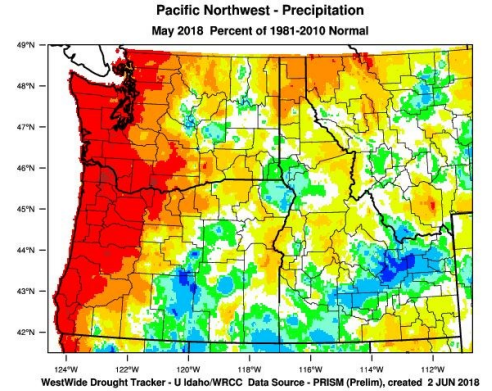 Pacific Northwest - Precipitation
May 2018 Percent of 1981-2010 Normal
49°N
48°N
47°N
46°N
45°N
44°N
43°N
42°N
124°W 122°W 120°W 118°W 116°W 114°W 112°W
WestWide Drought Tracker - U Idaho/WRCC Data Source - PRISM (Prelim), created 2 JUN 2018